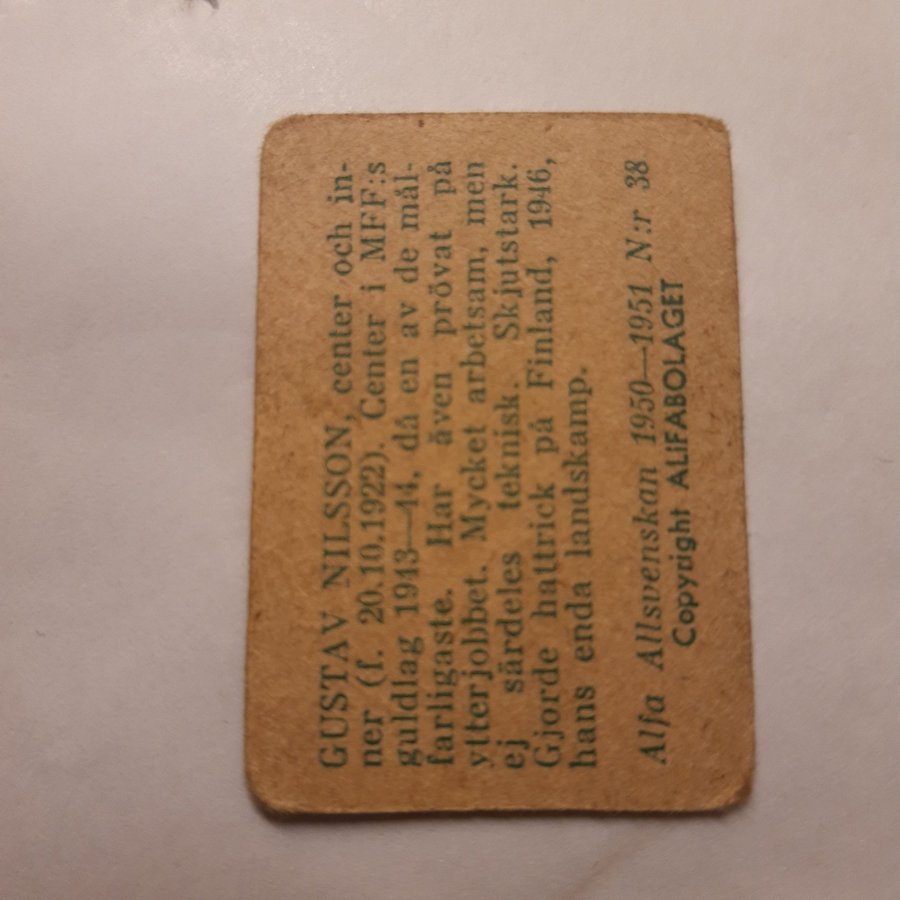 GUSTAV NILSSON, center och in-
ner (f. 20.10.1922). Center i MFF:s
guldlag 1943—44, då en av de mål-
farligaste. Har även prövat på
ytterjobbet. Mycket arbetsam, men
ej särdeles teknisk. Skjutstark.
Gjorde hattrick på Finland, 1946,
hans enda landskamp.
Alfa Allsvenskan 1950—1951 N:r 38
Copyright ALIFABOLAGET